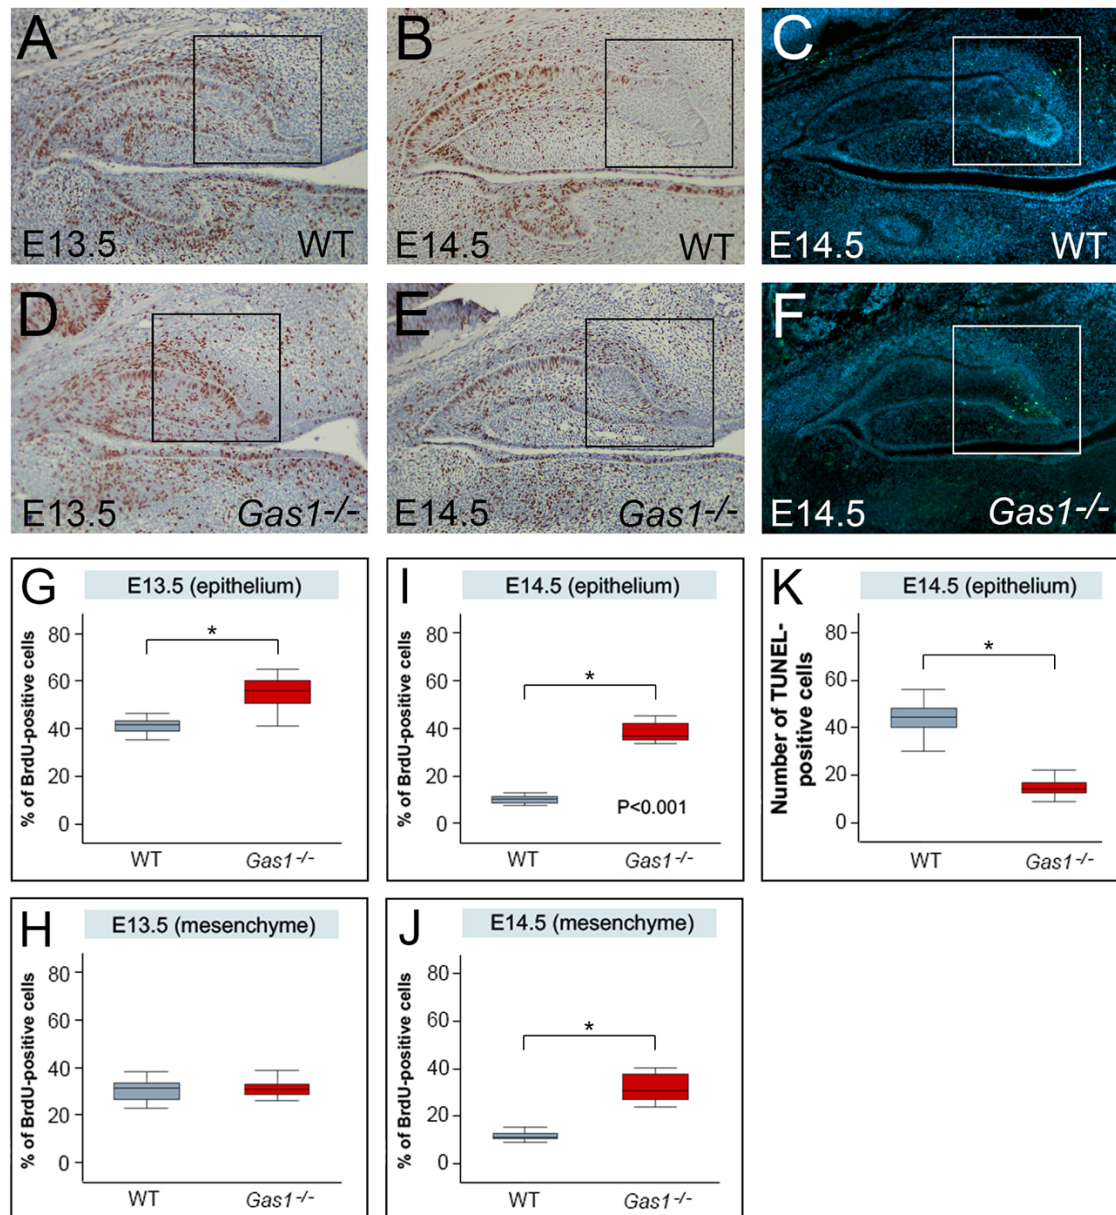 A
E13.5 WT
B
E14.5 WT
C
E14.5 WT
D
E13.5 Gas1-/-
E
E14.5 Gas1-/-
F
E14.5 Gas1-/-
G
E13.5 (epithelium)
% of BrdU-positive cells
80
60
40
20
0
*
WT Gas1-/-
I
E14.5 (epithelium)
% of BrdU-positive cells
80
60
40
20
0
*
P<0.001
WT Gas1-/-
K
E14.5 (epithelium)
Number of TUNEL-
positive cells
80
60
40
20
0
*
WT Gas1-/-
H
E13.5 (mesenchyme)
% of BrdU-positive cells
80
60
40
20
0
WT Gas1-/-
J
E14.5 (mesenchyme)
% of BrdU-positive cells
80
60
40
20
0
*
WT Gas1-/-